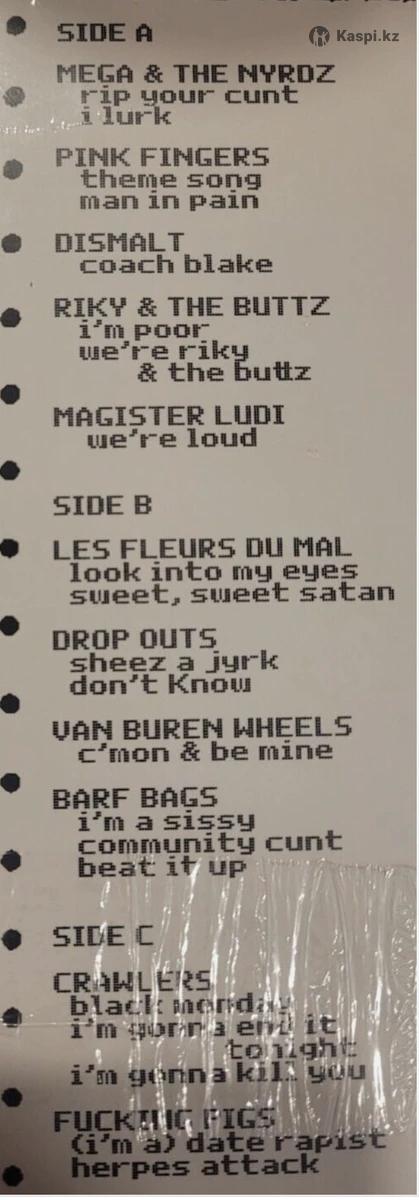 SIDE A
Kaspi.kz
MEGA & THE NYRDZ
rip your cunt
i lurk
PINK FINGERS
theme song
man in pain
DISMALT
coach blake
RIKY & THE BUTTZ
i'm poor
we're riky
& the buttz
MAGISTER LUDI
we're loud
SIDE B
LES FLEURS DU MAL
look into my eyes
sweet, sweet satan
DROP OUTS
sheez a jyrk
don't Know
VAN BUREN WHEELS
c'mon & be mine
BARF BAGS
i'm a sissy
community cunt
beat it up
SIDE C
CRAWLERS
black monday
i'm gonna end it
tonight
i'm gonna kill you
FUCKING PIGS
(i'm a) date rapist
herpes attack